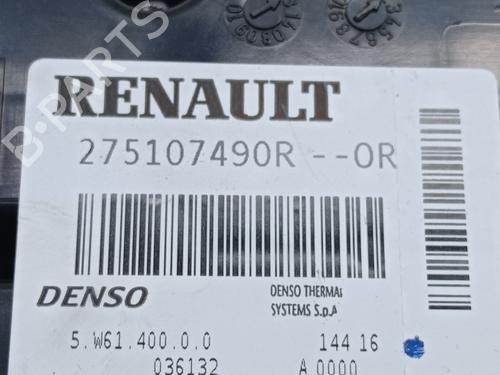 RENAULT
275107490R --0R
DENSO
DENSO THERMAL
SYSTEMS S.p.A
5.W61.400.0.0
144 16
036132
A.0000
B-PARTS